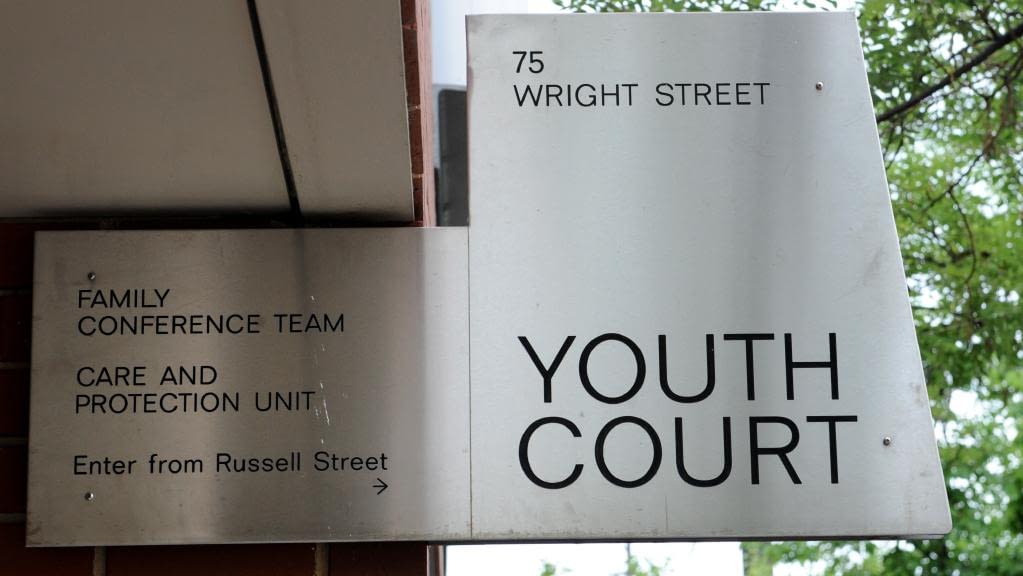 75
WRIGHT STREET
YOUTH
COURT
FAMILY
CONFERENCE TEAM
CARE AND
PROTECTION UNIT
Enter from Russell Street
→